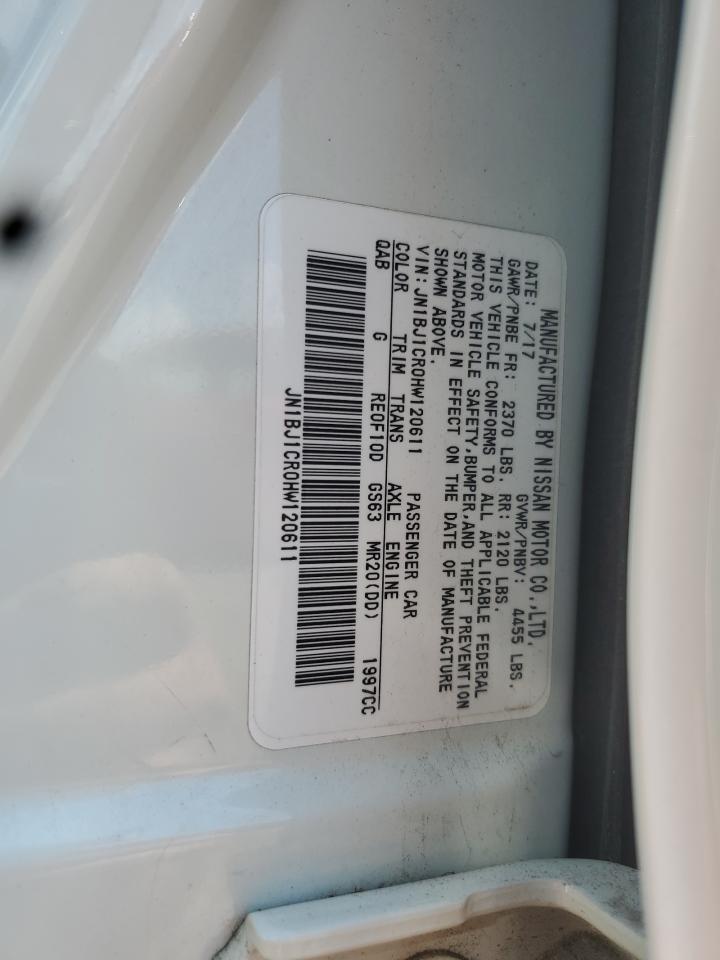 MANUFACTURED BY NISSAN MOTOR CO.,LTD.
DATE: 7/17 GVWR/PNBV: 4455 LBS.
GAWR/PNBE FR: 2370 LBS. RR: 2120 LBS.
THIS VEHICLE CONFORMS TO ALL APPLICABLE FEDERAL
MOTOR VEHICLE SAFETY,BUMPER,AND THEFT PREVENTION
STANDARDS IN EFFECT ON THE DATE OF MANUFACTURE
SHOWN ABOVE.
VIN:JN1BJ1CR0HW120611 PASSENGER CAR
COLOR TRIM TRANS AXLE ENGINE
QAB G RE0F10D GS63 MR20(DD) 1997CC
JN1BJ1CR0HW120611